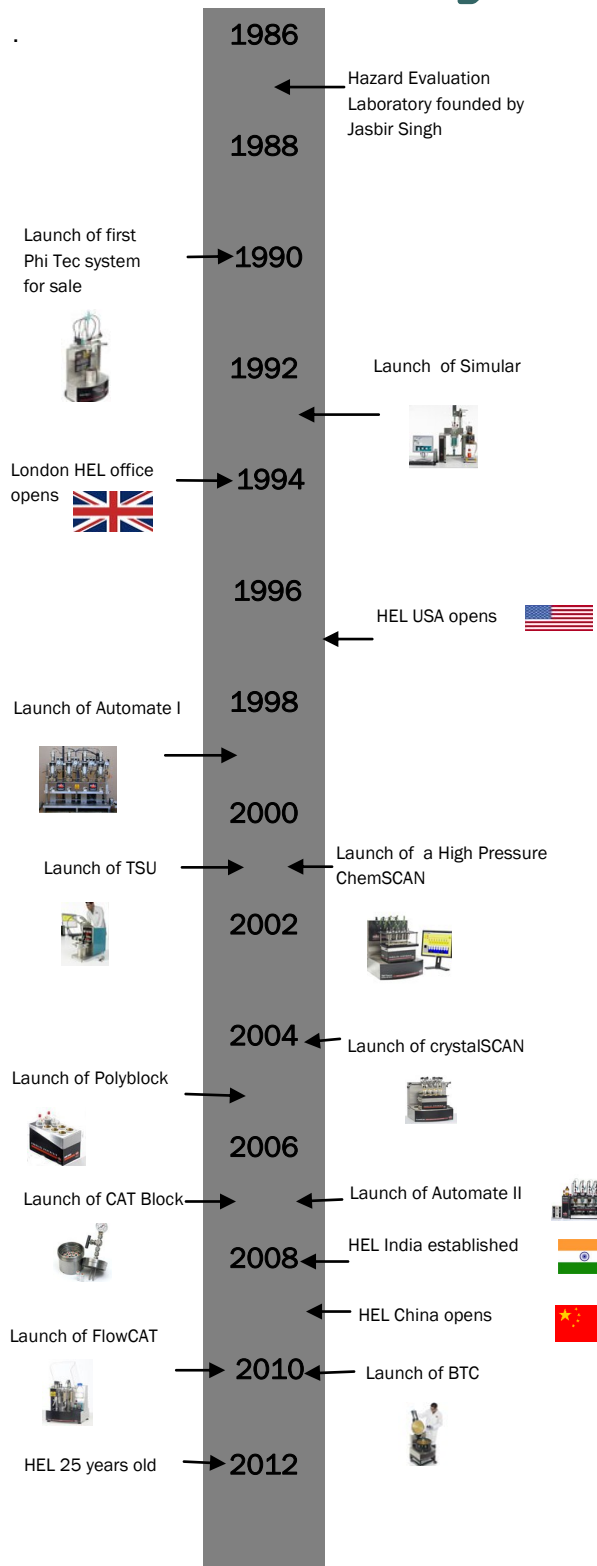 .
1986
Hazard Evaluation
Laboratory founded by
Jasbir Singh
1988
Launch of first
Phi Tec system
for sale
1990
1992
Launch of Simular
London HEL office
opens
1994
1996
HEL USA opens
1998
Launch of Automate I
2000
Launch of TSU
Launch of a High Pressure
ChemSCAN
2002
2004
Launch of crystalSCAN
Launch of Polyblock
2006
Launch of CAT Block
Launch of Automate II
2008
HEL India established
HEL China opens
Launch of FlowCAT
2010
Launch of BTC
HEL 25 years old
2012